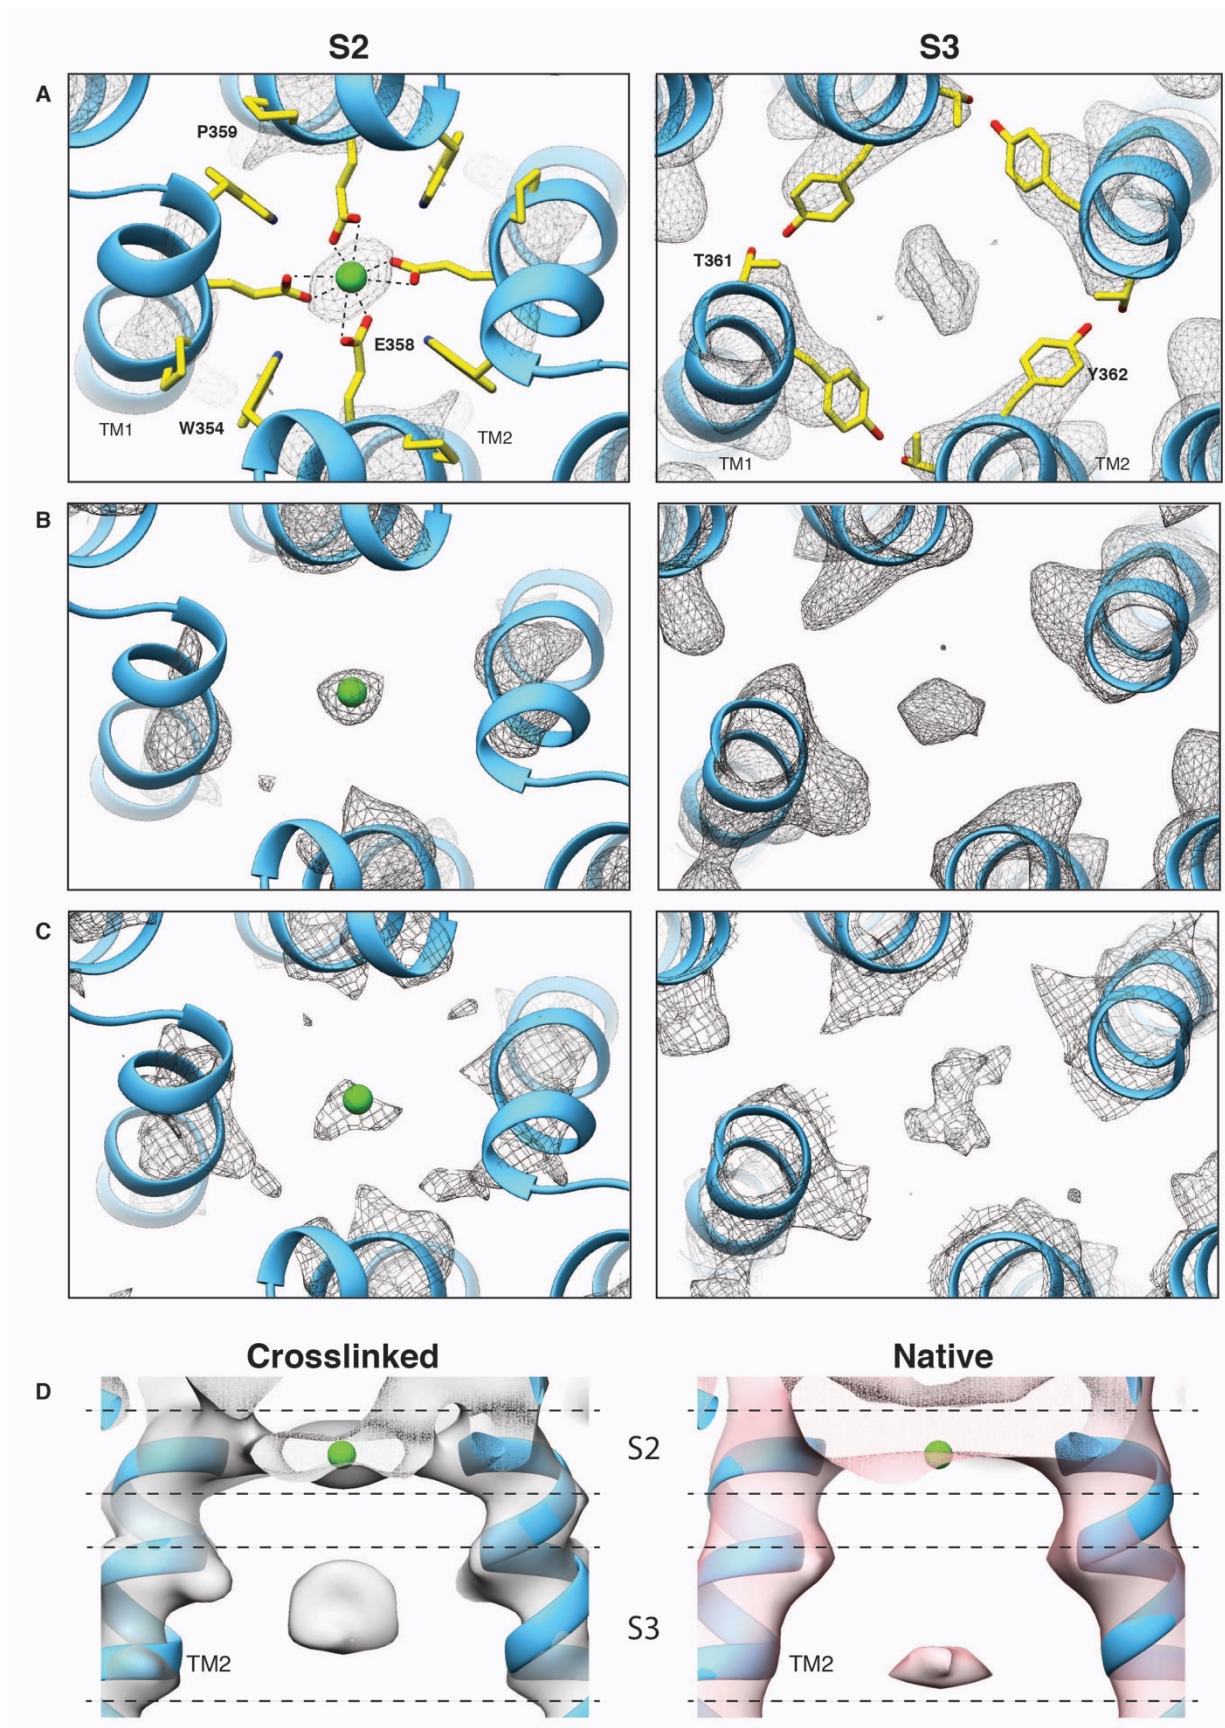 S2 S3
A
P359
E358
W354
TM1
TM2
T361
Y362
TM1
TM2
B
C
Crosslinked Native
D
S2
S3
TM2
TM2